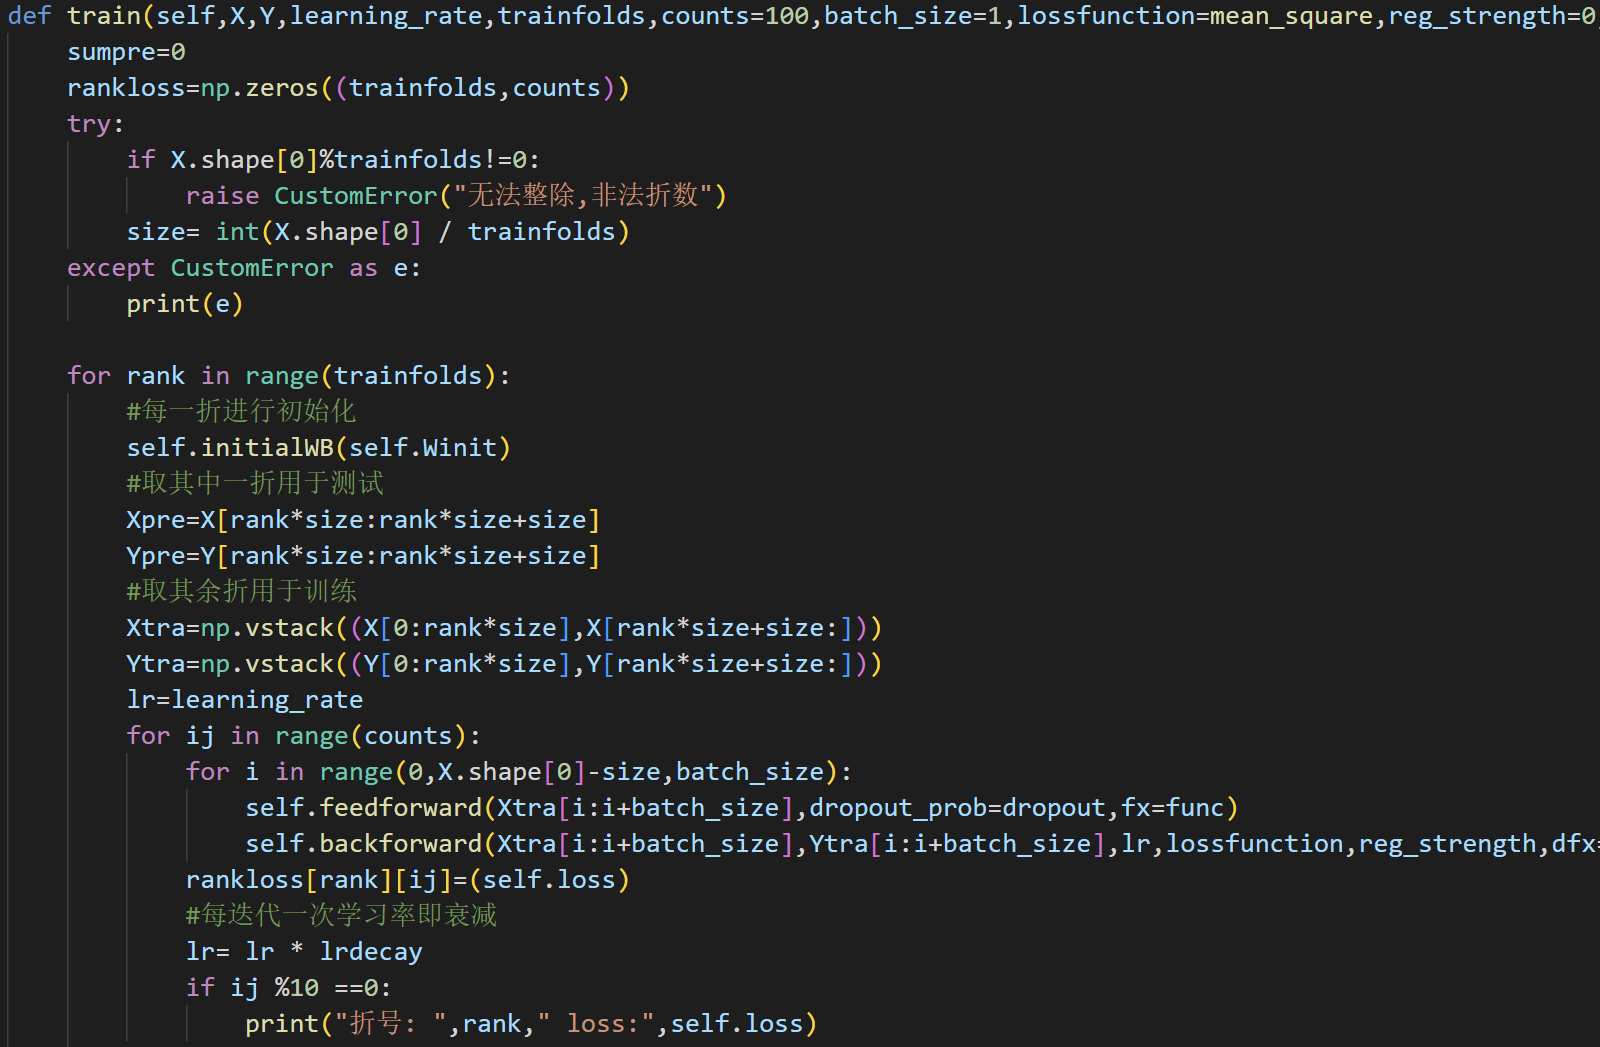 def train(self,X,Y,learning_rate,trainfolds,counts=100,batch_size=1,lossfunction=mean_square,reg_strength=0,
    sumpre=0
    rankloss=np.zeros((trainfolds,counts))
    try:
        if X.shape[0]%trainfolds!=0:
            raise CustomError("无法整除,非法折数")
        size= int(X.shape[0] / trainfolds)
    except CustomError as e:
        print(e)

    for rank in range(trainfolds):
        #每一折进行初始化
        self.initialWB(self.Winit)
        #取其中一折用于测试
        Xpre=X[rank*size:rank*size+size]
        Ypre=Y[rank*size:rank*size+size]
        #取其余折用于训练
        Xtra=np.vstack((X[0:rank*size],X[rank*size+size:]))
        Ytra=np.vstack((Y[0:rank*size],Y[rank*size+size:]))
        lr=learning_rate
        for ij in range(counts):
            for i in range(0,X.shape[0]-size,batch_size):
                self.feedforward(Xtra[i:i+batch_size],dropout_prob=dropout,fx=func)
                self.backforward(Xtra[i:i+batch_size],Ytra[i:i+batch_size],lr,lossfunction,reg_strength,dfx=
            rankloss[rank][ij]=(self.loss)
            #每迭代一次学习率即衰减
            lr= lr * lrdecay
            if ij %10 ==0:
                print("折号: ",rank," loss:",self.loss)